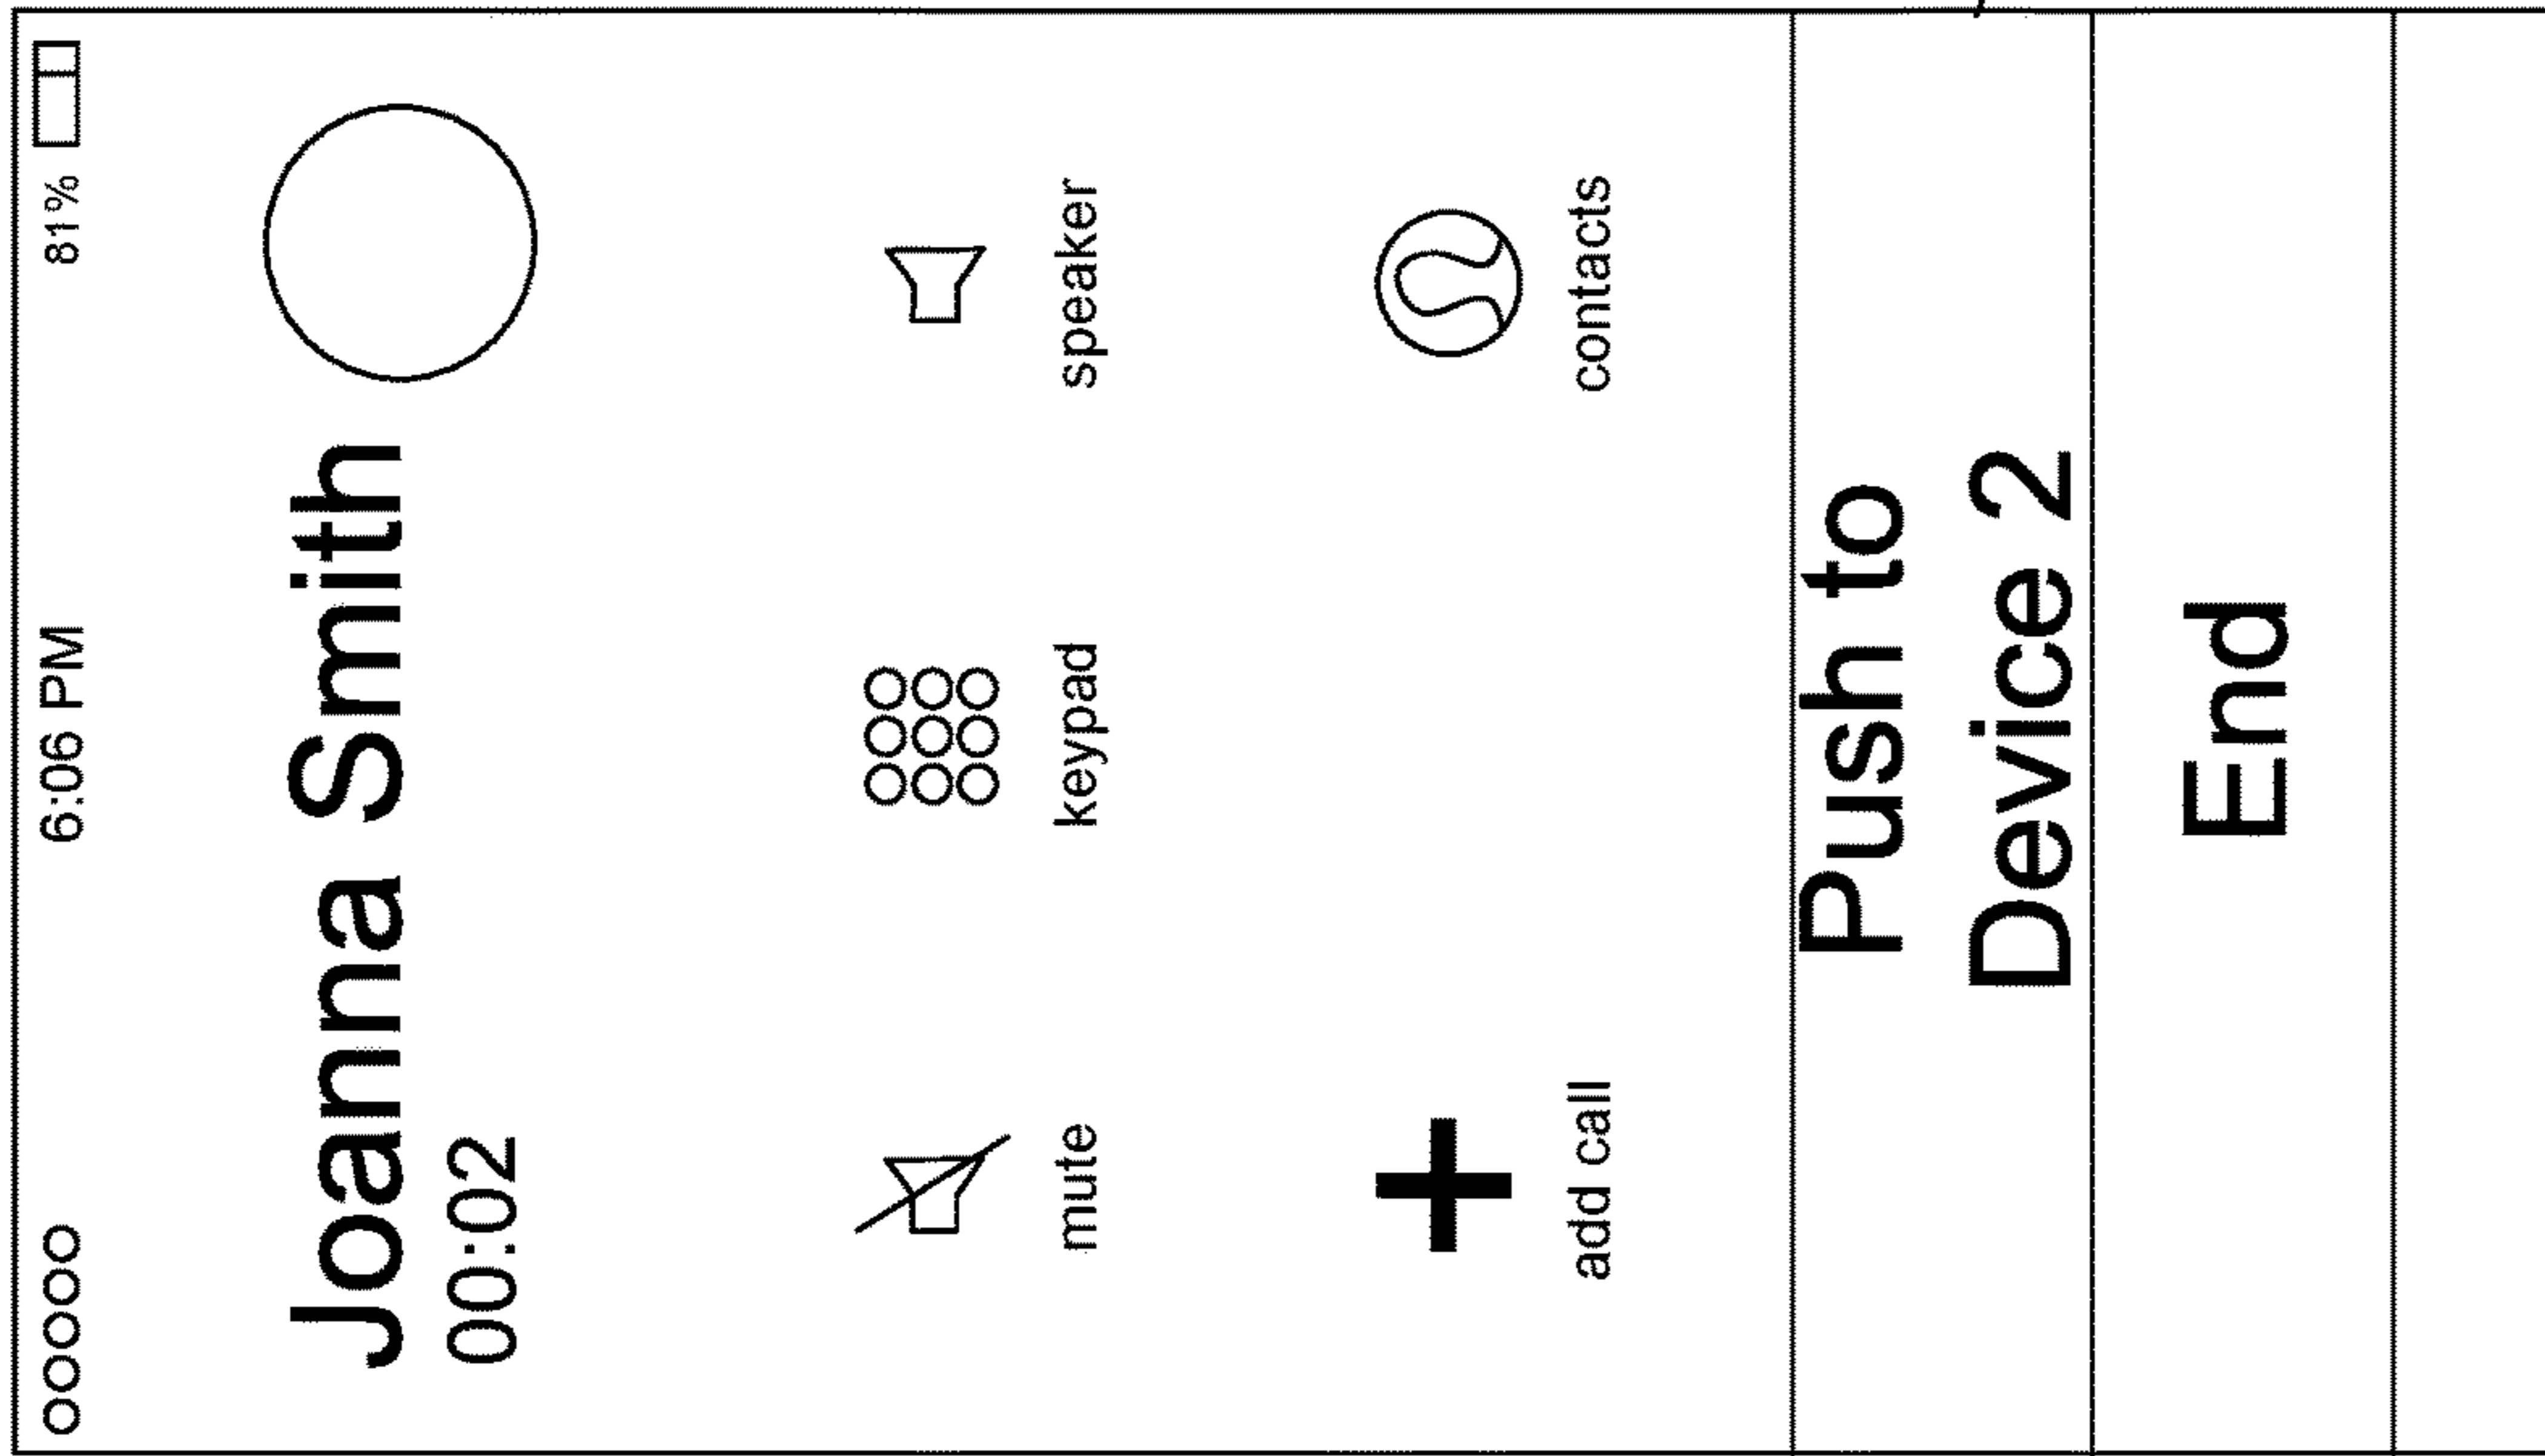 6:06 PM 81%
Joanna Smith
00:02
mute keypad speaker
add call contacts
Push to
Device 2
End